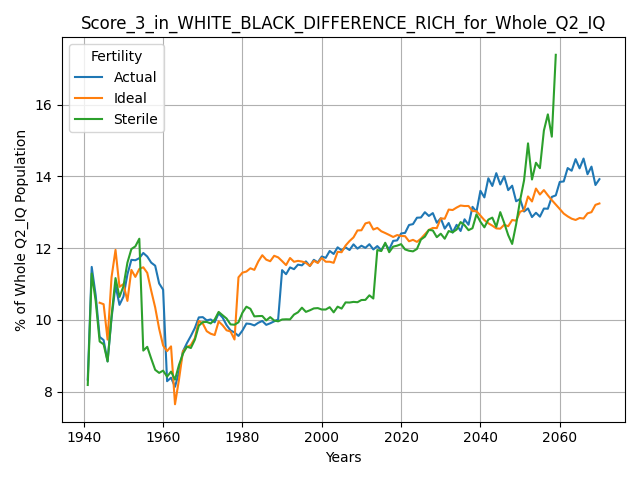 Score_3_in_WHITE_BLACK_DIFFERENCE_RICH_for_Whole_Q2_IQ
Fertility
Actual
Ideal
Sterile
% of Whole Q2_IQ Population
16
14
12
10
8
1940
1960
1980
2000
2020
2040
2060
Years